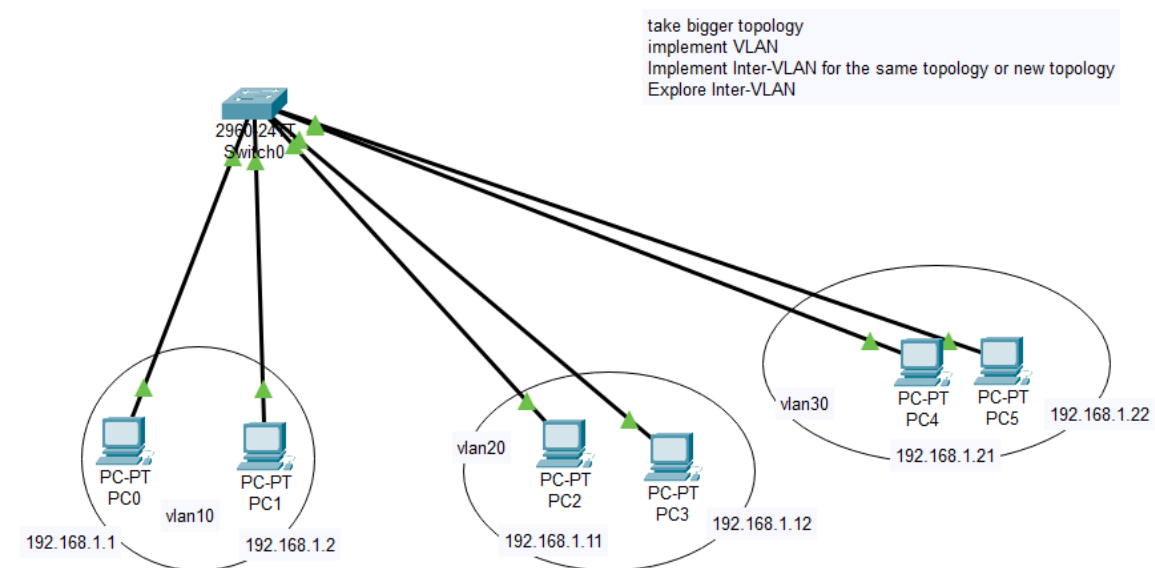 take bigger topology
implement VLAN
Implement Inter-VLAN for the same topology or new topology
Explore Inter-VLAN
2960-24TT
Switch0
PC-PT
PC0
PC-PT
PC1
vlan10
192.168.1.1
192.168.1.2
vlan20
PC-PT
PC2
PC-PT
PC3
192.168.1.11
192.168.1.12
vlan30
PC-PT
PC4
PC-PT
PC5
192.168.1.21
192.168.1.22